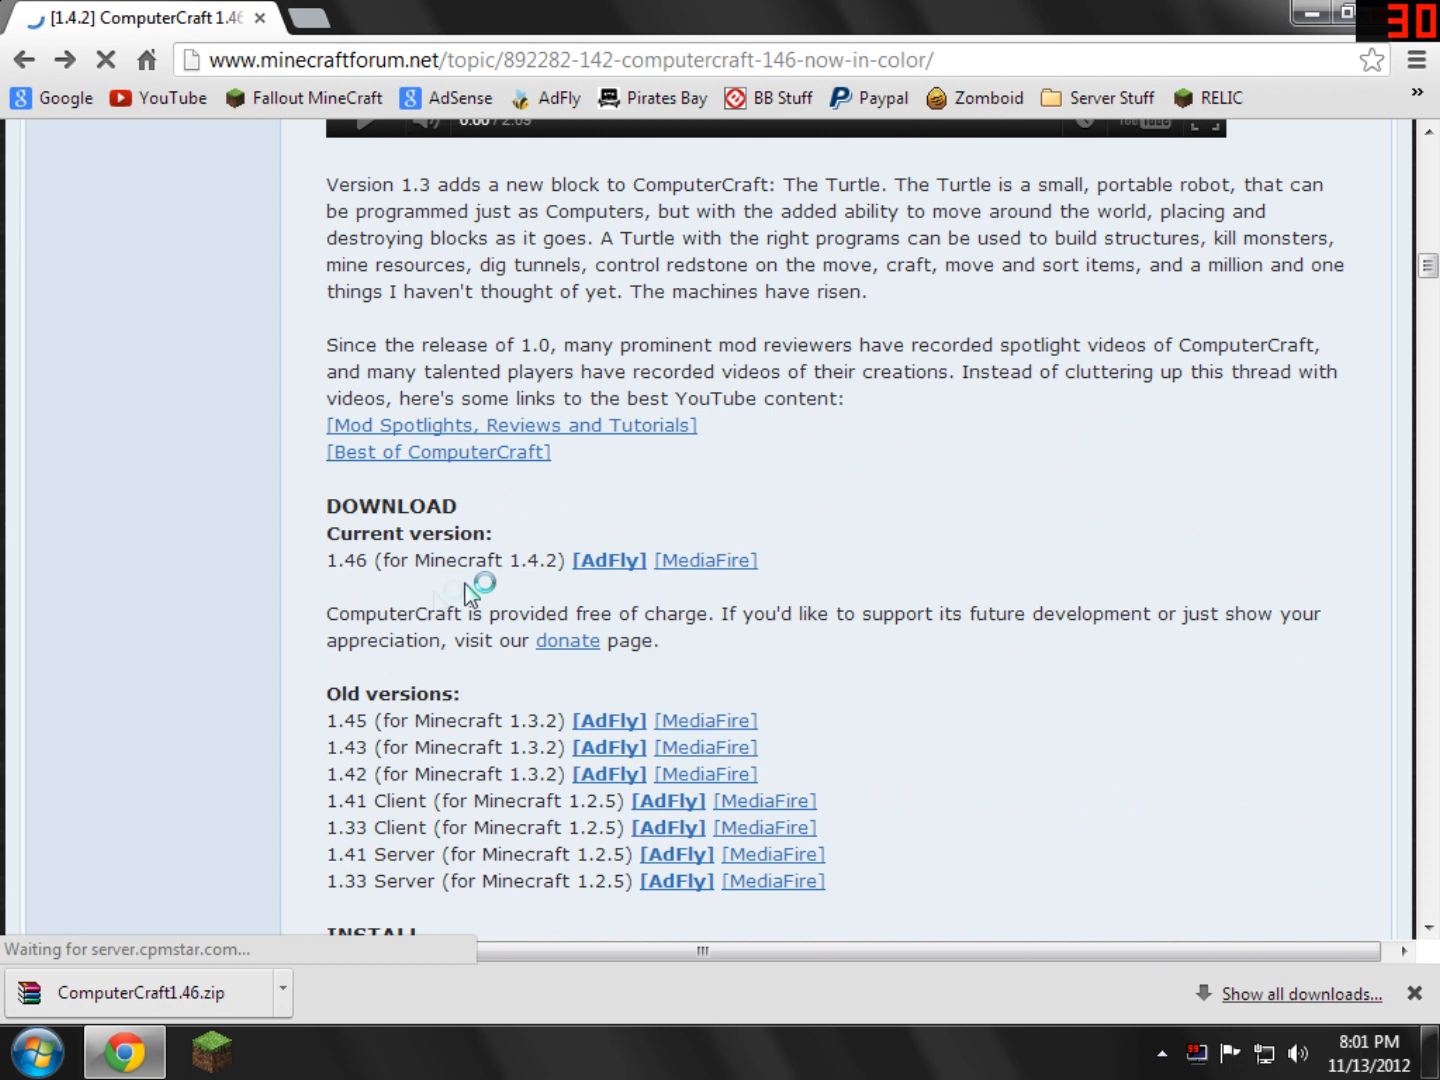 [1.4.2] ComputerCraft 1.46
30
www.minecraftforum.net/topic/892282-142-computercraft-146-now-in-color/
Google YouTube Fallout MineCraft AdSense AdFly Pirates Bay BB Stuff Paypal Zomboid Server Stuff RELIC »
0:00 / 2:09
Version 1.3 adds a new block to ComputerCraft: The Turtle. The Turtle is a small, portable robot, that can
be programmed just as Computers, but with the added ability to move around the world, placing and
destroying blocks as it goes. A Turtle with the right programs can be used to build structures, kill monsters,
mine resources, dig tunnels, control redstone on the move, craft, move and sort items, and a million and one
things I haven't thought of yet. The machines have risen.
Since the release of 1.0, many prominent mod reviewers have recorded spotlight videos of ComputerCraft,
and many talented players have recorded videos of their creations. Instead of cluttering up this thread with
videos, here's some links to the best YouTube content:
[Mod Spotlights, Reviews and Tutorials]
[Best of ComputerCraft]
DOWNLOAD
Current version:
1.46 (for Minecraft 1.4.2) [AdFly] [MediaFire]
ComputerCraft is provided free of charge. If you'd like to support its future development or just show your
appreciation, visit our donate page.
Old versions:
1.45 (for Minecraft 1.3.2) [AdFly] [MediaFire]
1.43 (for Minecraft 1.3.2) [AdFly] [MediaFire]
1.42 (for Minecraft 1.3.2) [AdFly] [MediaFire]
1.41 Client (for Minecraft 1.2.5) [AdFly] [MediaFire]
1.33 Client (for Minecraft 1.2.5) [AdFly] [MediaFire]
1.41 Server (for Minecraft 1.2.5) [AdFly] [MediaFire]
1.33 Server (for Minecraft 1.2.5) [AdFly] [MediaFire]
INSTALL
Waiting for server.cpmstar.com...
ComputerCraft1.46.zip
Show all downloads...
99
8:01 PM
11/13/2012